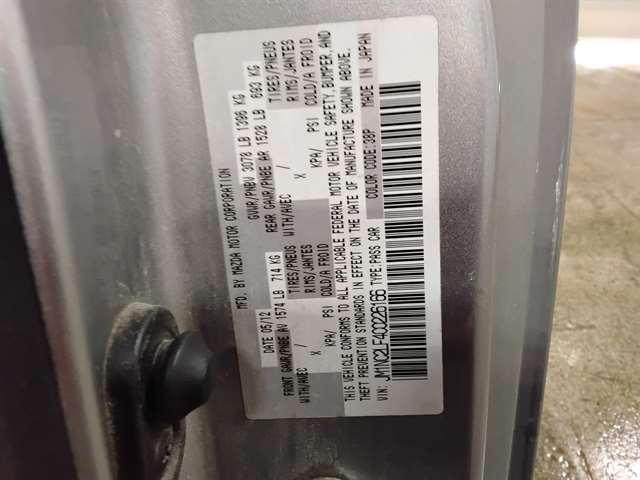 MFD. BY MAZDA MOTOR CORPORATION
DATE 05/12 GVWR/PNBV 3078 LB 1396 KG
FRONT GAWR/PNBE AV 1574 LB 714 KG REAR GAWR/PNBE AR 1528 LB 693 KG
WITH/AVEC TIRES/PNEUS WITH/AVEC TIRES/PNEUS
/ RIMS/JANTES / RIMS/JANTES
X KPA/ PSI COLD/A FROID X KPA/ PSI COLD/A FROID
THIS VEHICLE CONFORMS TO ALL APPLICABLE FEDERAL MOTOR VEHICLE SAFETY, BUMPER, AND
THEFT PREVENTION STANDARDS IN EFFECT ON THE DATE OF MANUFACTURE SHOWN ABOVE.
COLOR CODE:38P MADE IN JAPAN
VIN: JM1NC2LF4C0226166 TYPE:PASS CAR